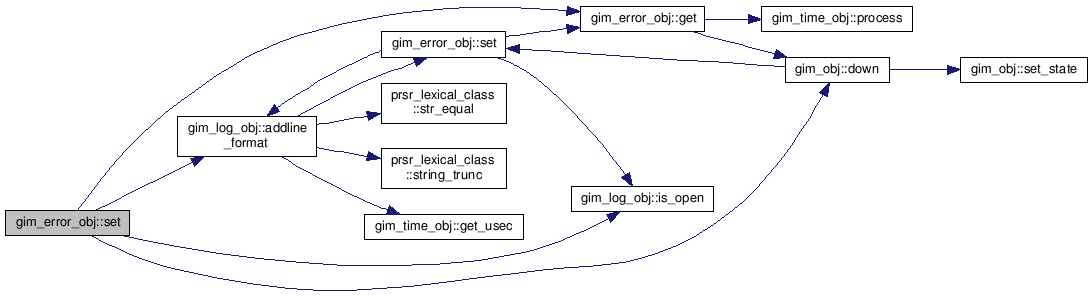 gim_error_obj::get
gim_time_obj::process
gim_error_obj::set
gim_obj::down
gim_obj::set_state
prsr_lexical_class
::str_equal
gim_log_obj::addline
_format
prsr_lexical_class
::string_trunc
gim_log_obj::is_open
gim_error_obj::set
gim_time_obj::get_usec